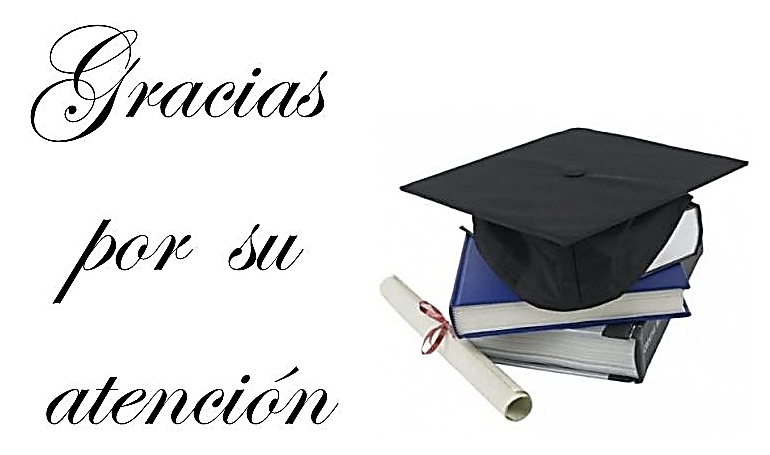 Gracias
por su
atención